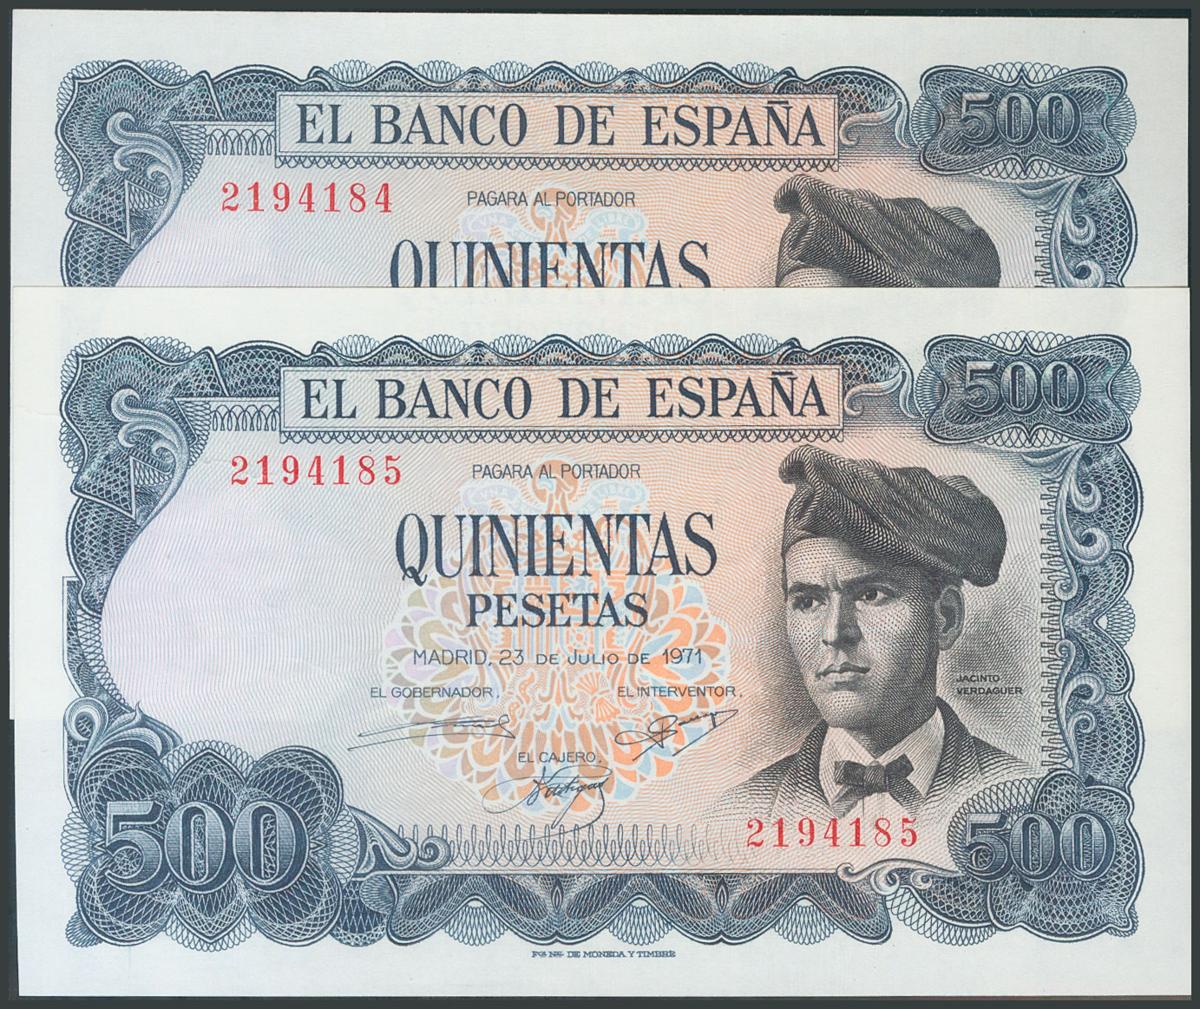 EL BANCO DE ESPAÑA
500
2194184
PAGARA AL PORTADOR
QUINIENTAS
EL BANCO DE ESPAÑA
500
2194185
PAGARA AL PORTADOR
QUINIENTAS
PESETAS
MADRID, 23 DE JULIO DE 1971
EL GOBERNADOR,
EL INTERVENTOR,
JACINTO
VERDAGUER
EL CAJERO,
2194185
500
500
FCA NAL DE MONEDA Y TIMBRE